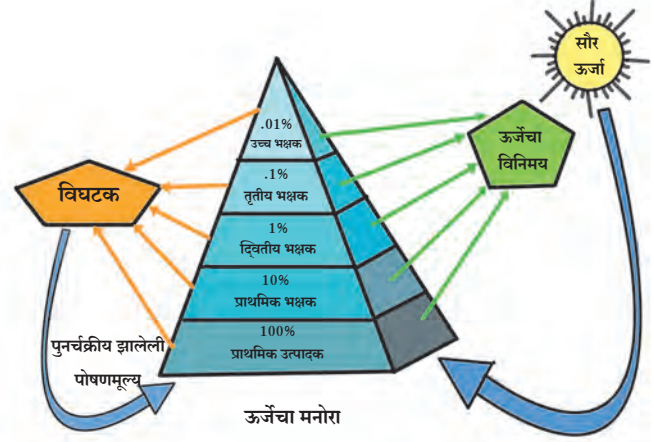 सौर
ऊर्जा
.01%
उच्च भक्षक
ऊर्जेचा
विनिमय
.1%
तृतीय भक्षक
विघटक
1%
द्वितीय भक्षक
10%
प्राथमिक भक्षक
100%
प्राथमिक उत्पादक
पुनर्चक्रीय झालेली
पोषणमूल्य
ऊर्जेचा मनोरा